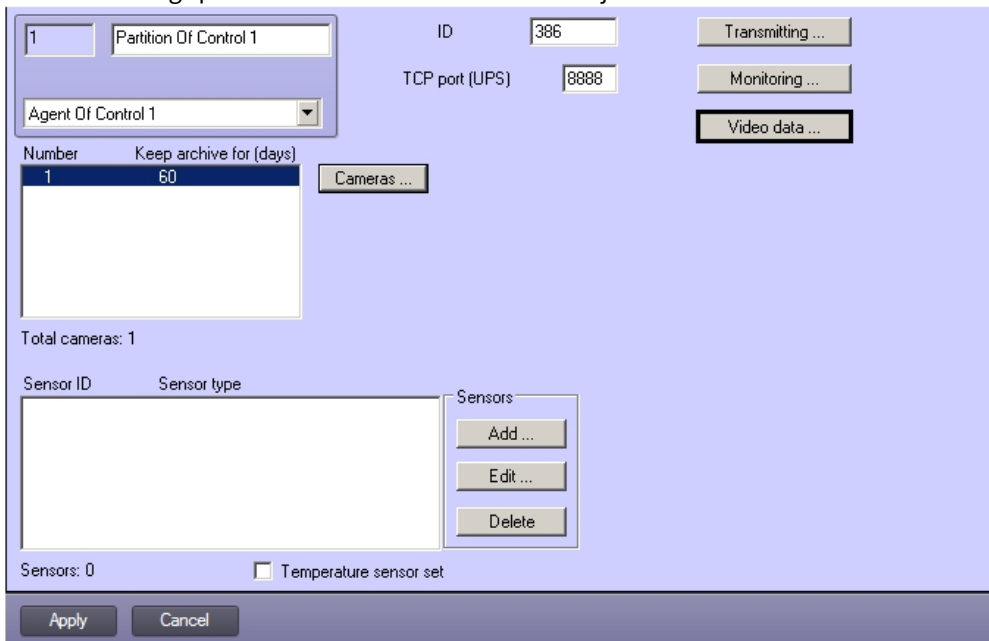 1 Partition Of Control 1 ID 386 Transmitting ...
TCP port (UPS) 8888 Monitoring ...
Agent Of Control 1 Video data ...
Number Keep archive for (days)
1 60 Cameras ...
Total cameras: 1
Sensor ID Sensor type
Sensors
Add ...
Edit ...
Delete
Sensors: 0 Temperature sensor set
Apply Cancel